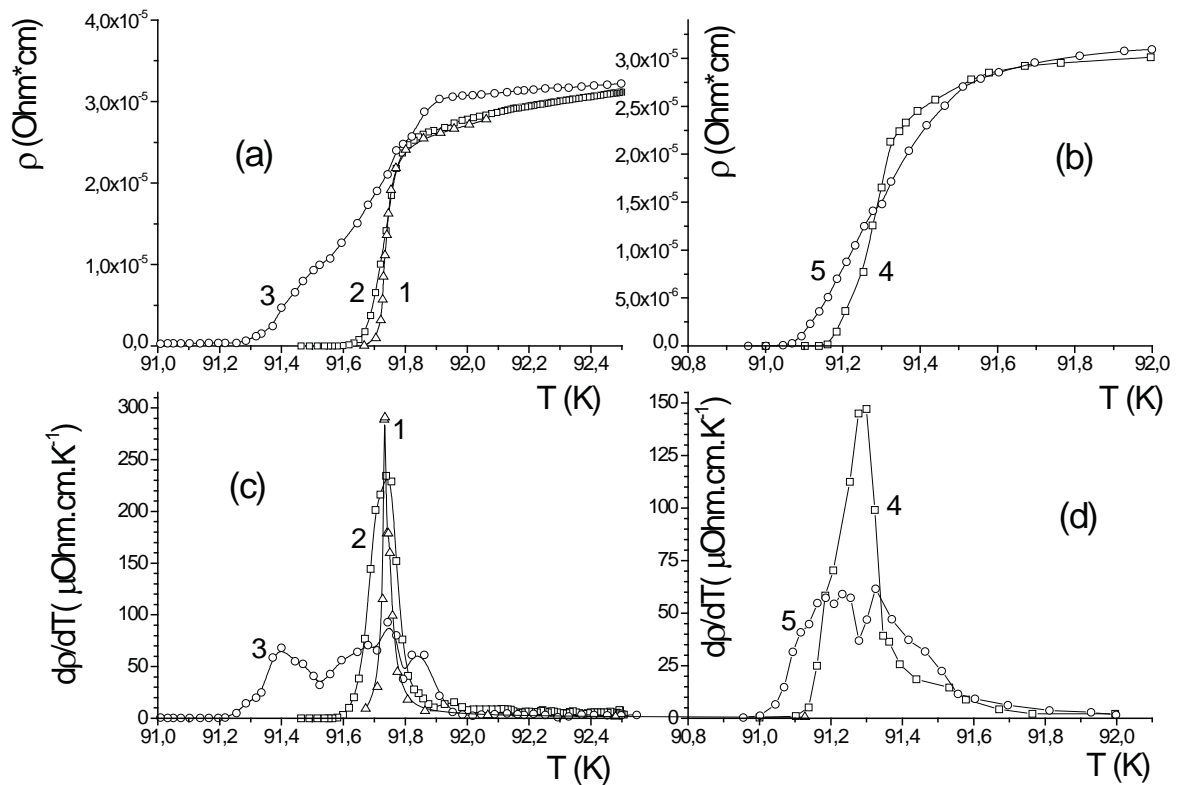 4,0x10⁻⁵
3,0x10⁻⁵
2,0x10⁻⁵
1,0x10⁻⁵
0,0
ρ (Ohm*cm)
(a)
3
2
1
91,0 91,2 91,4 91,6 91,8 92,0 92,2 92,4
T (K)
3,0x10⁻⁵
2,5x10⁻⁵
2,0x10⁻⁵
1,5x10⁻⁵
1,0x10⁻⁵
5,0x10⁻⁶
0,0
ρ (Ohm*cm)
(b)
5
4
90,8 91,0 91,2 91,4 91,6 91,8 92,0
T (K)
300
250
200
150
100
50
0
dρ/dT( μOhm.cm.K⁻¹)
(c)
1
2
3
91,0 91,2 91,4 91,6 91,8 92,0 92,2 92,4
T (K)
150
125
100
75
50
25
0
dρ/dT( μOhm.cm.K⁻¹)
(d)
4
5
90,8 91,0 91,2 91,4 91,6 91,8 92,0
T (K)